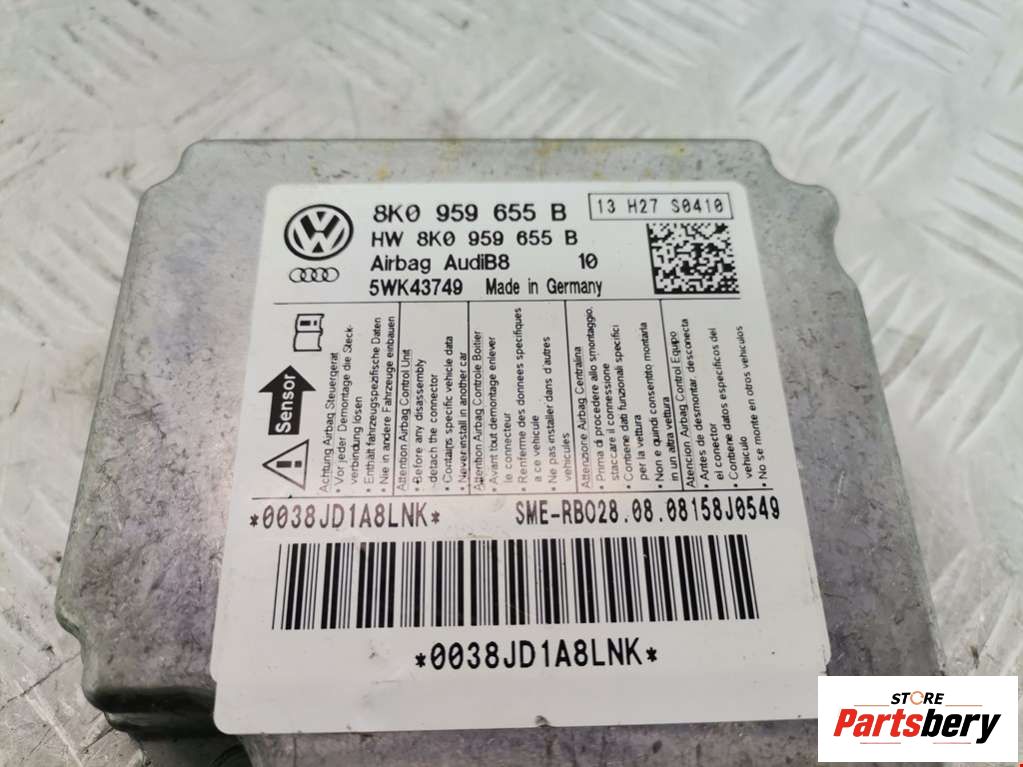 8K0 959 655 B
13 H27 S0410
HW 8K0 959 655 B
Airbag AudiB8 10
5WK43749 Made in Germany
Sensor
Achtung Airbag Steuergerät
• Vor jeder Demontage die Steck-
verbindung lösen
• Enthält fahrzeugspezifische Daten
• Nie in andere Fahrzeuge einbauen
Attention Airbag Control Unit
• Before any disassembly
detach the connector
• Contains specific vehicle data
• Never install in another car
Attention Airbag Controle Boitier
• Avant tout demontage enlever
le connecteur
• Renferme des donnees specifiques
a ce vehicule
• Ne pas installer dans d'autres
vehicules
Attenzione Airbag Centralina
• Prima di procedere allo smontaggio,
staccare il connessione
• Contiene dati funzionali specifici
per la vettura
• Non e quindi consentito montarla
in un altra vettura
Atención Airbag Control Equipo
• Antes de desmontar, desconecta
el conector
• Contiene datos específicos del
vehiculo
• No se monte en otros vehiculos
*0038JD1A8LNK*
SME-RB028.08.08158J0549
*0038JD1A8LNK*
STORE
Partsbery